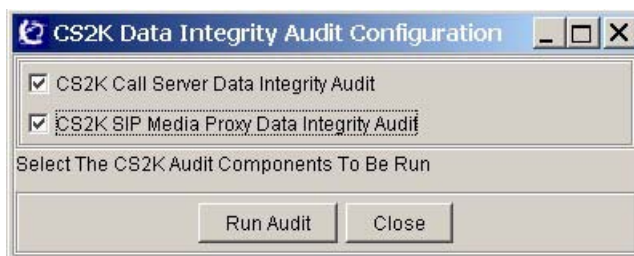 CS2K Data Integrity Audit Configuration
CS2K Call Server Data Integrity Audit
CS2K SIP Media Proxy Data Integrity Audit
Select The CS2K Audit Components To Be Run
Run Audit Close